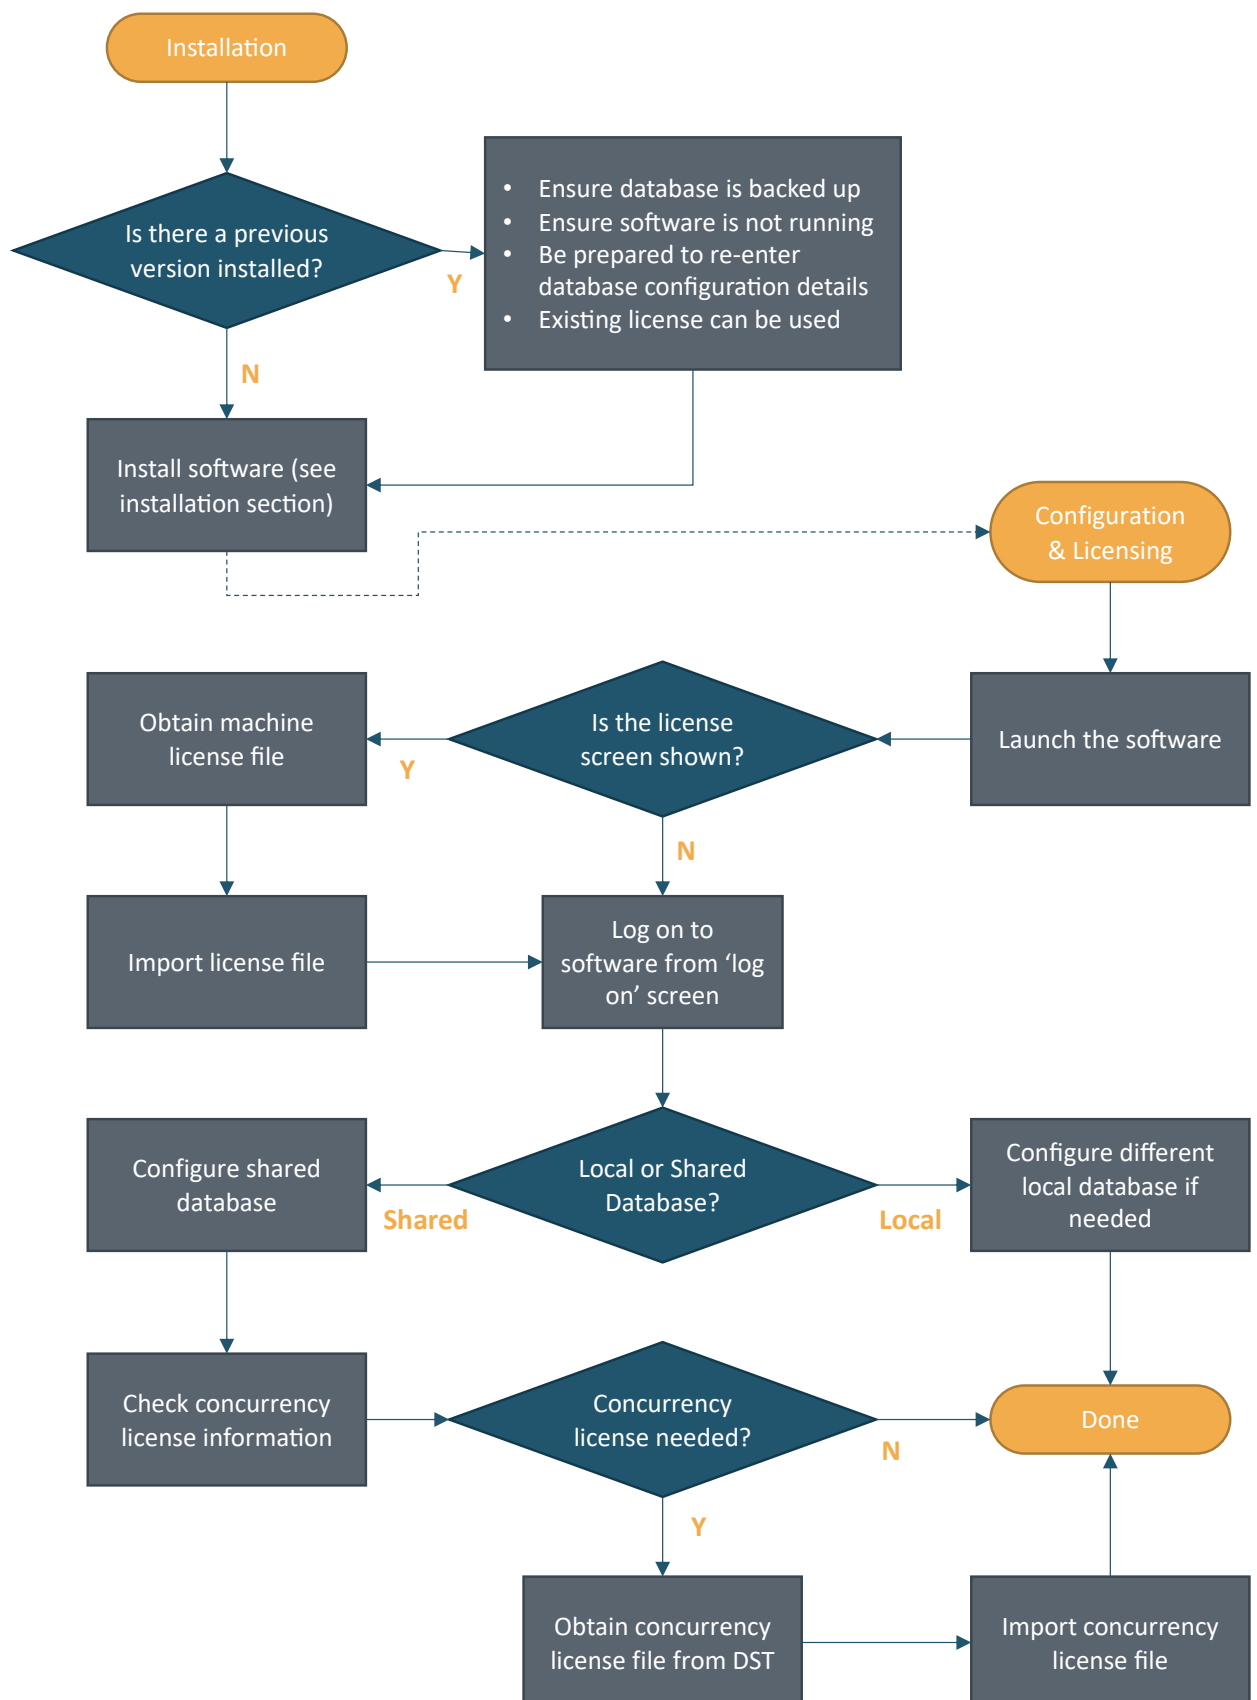 Installation
Is there a previous
version installed?
Y
• Ensure database is backed up
• Ensure software is not running
• Be prepared to re-enter
database configuration details
• Existing license can be used
N
Install software (see
installation section)
Configuration
& Licensing
Launch the software
Is the license
screen shown?
Y
Obtain machine
license file
N
Import license file
Log on to
software from ‘log
on’ screen
Local or Shared
Database?
Shared
Local
Configure shared
database
Configure different
local database if
needed
Check concurrency
license information
Concurrency
license needed?
N
Done
Y
Obtain concurrency
license file from DST
Import concurrency
license file